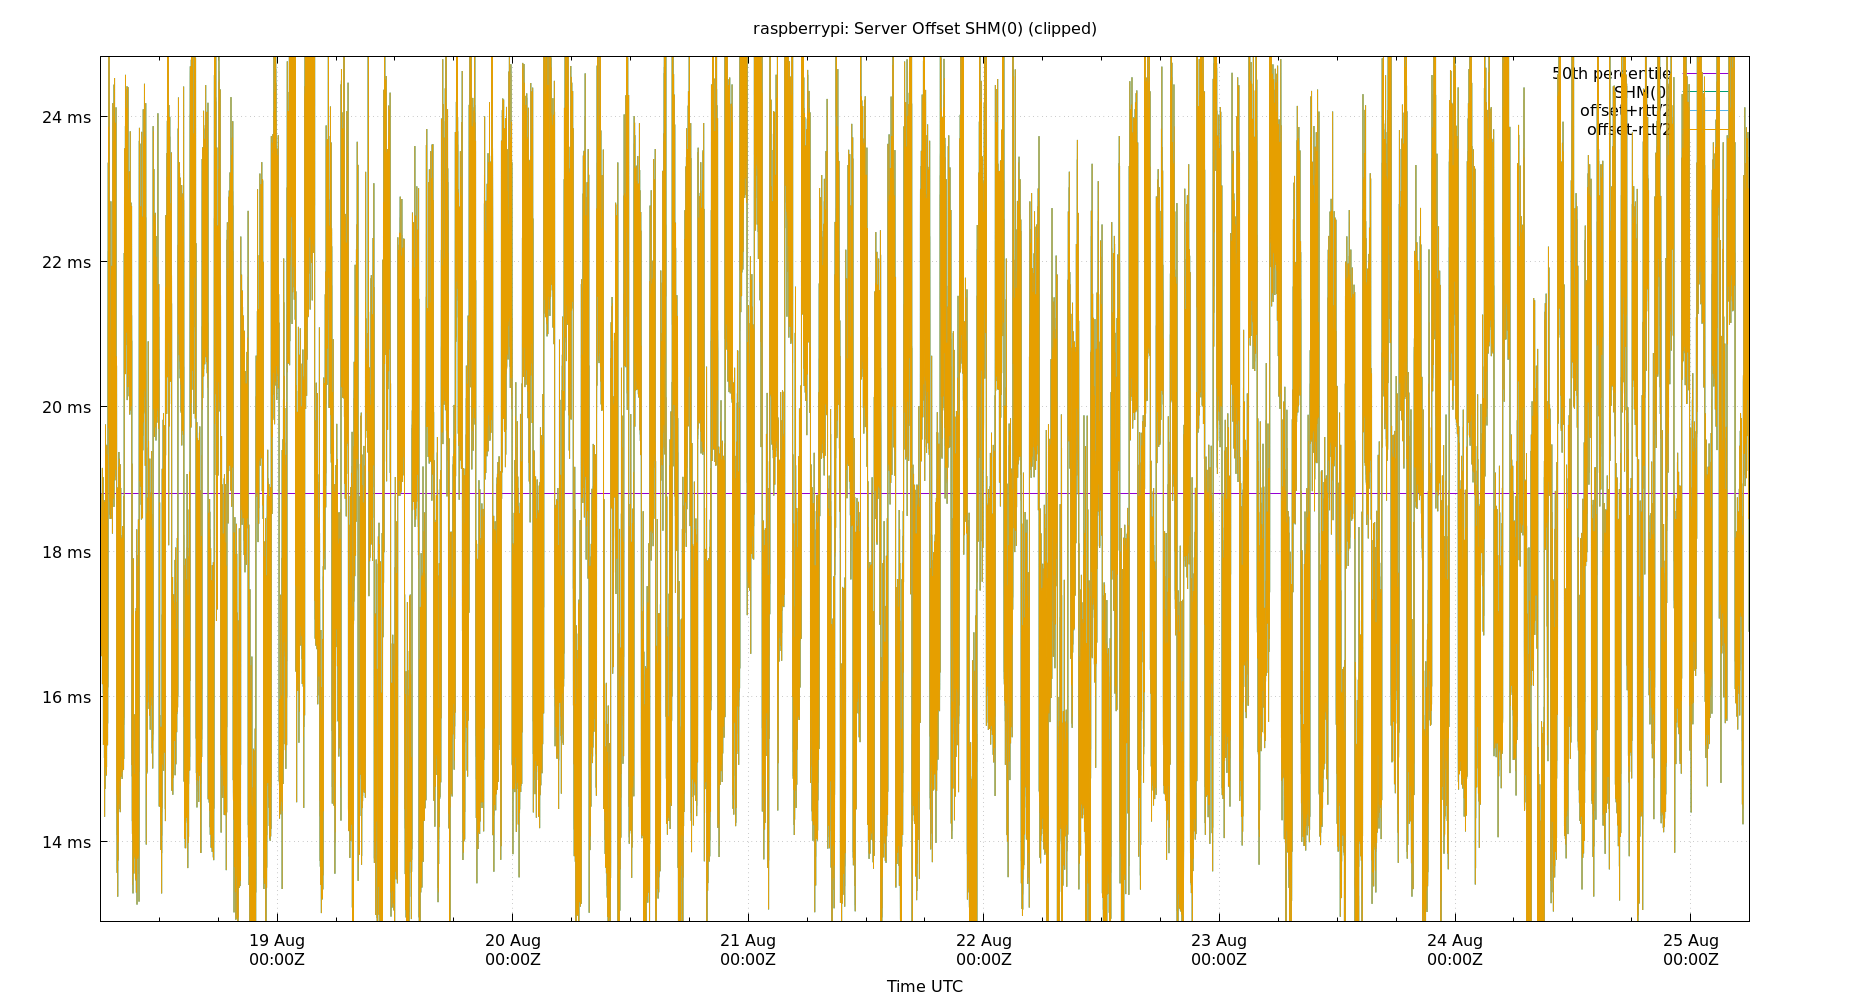 raspberrypi: Server Offset SHM(0) (clipped)
50th percentile
SHM(0)
offset+rtt/2
offset-rtt/2
24 ms
22 ms
20 ms
18 ms
16 ms
14 ms
19 Aug 20 Aug 21 Aug 22 Aug 23 Aug 24 Aug 25 Aug
00:00Z 00:00Z 00:00Z 00:00Z 00:00Z 00:00Z 00:00Z
Time UTC